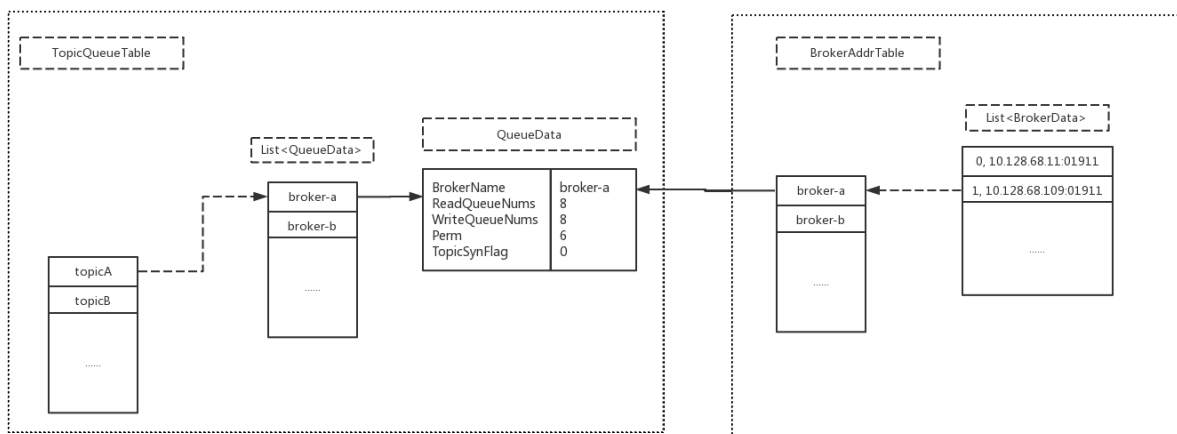 TopicQueueTable
List<QueueData>
QueueData
topicA
topicB
......
broker-a
broker-b
......
BrokerName broker-a
ReadQueueNums 8
WriteQueueNums 8
Perm 6
TopicSynFlag 0
BrokerAddrTable
List<BrokerData>
broker-a
broker-b
......
0, 10.128.68.11:01911
1, 10.128.68.109:01911
......